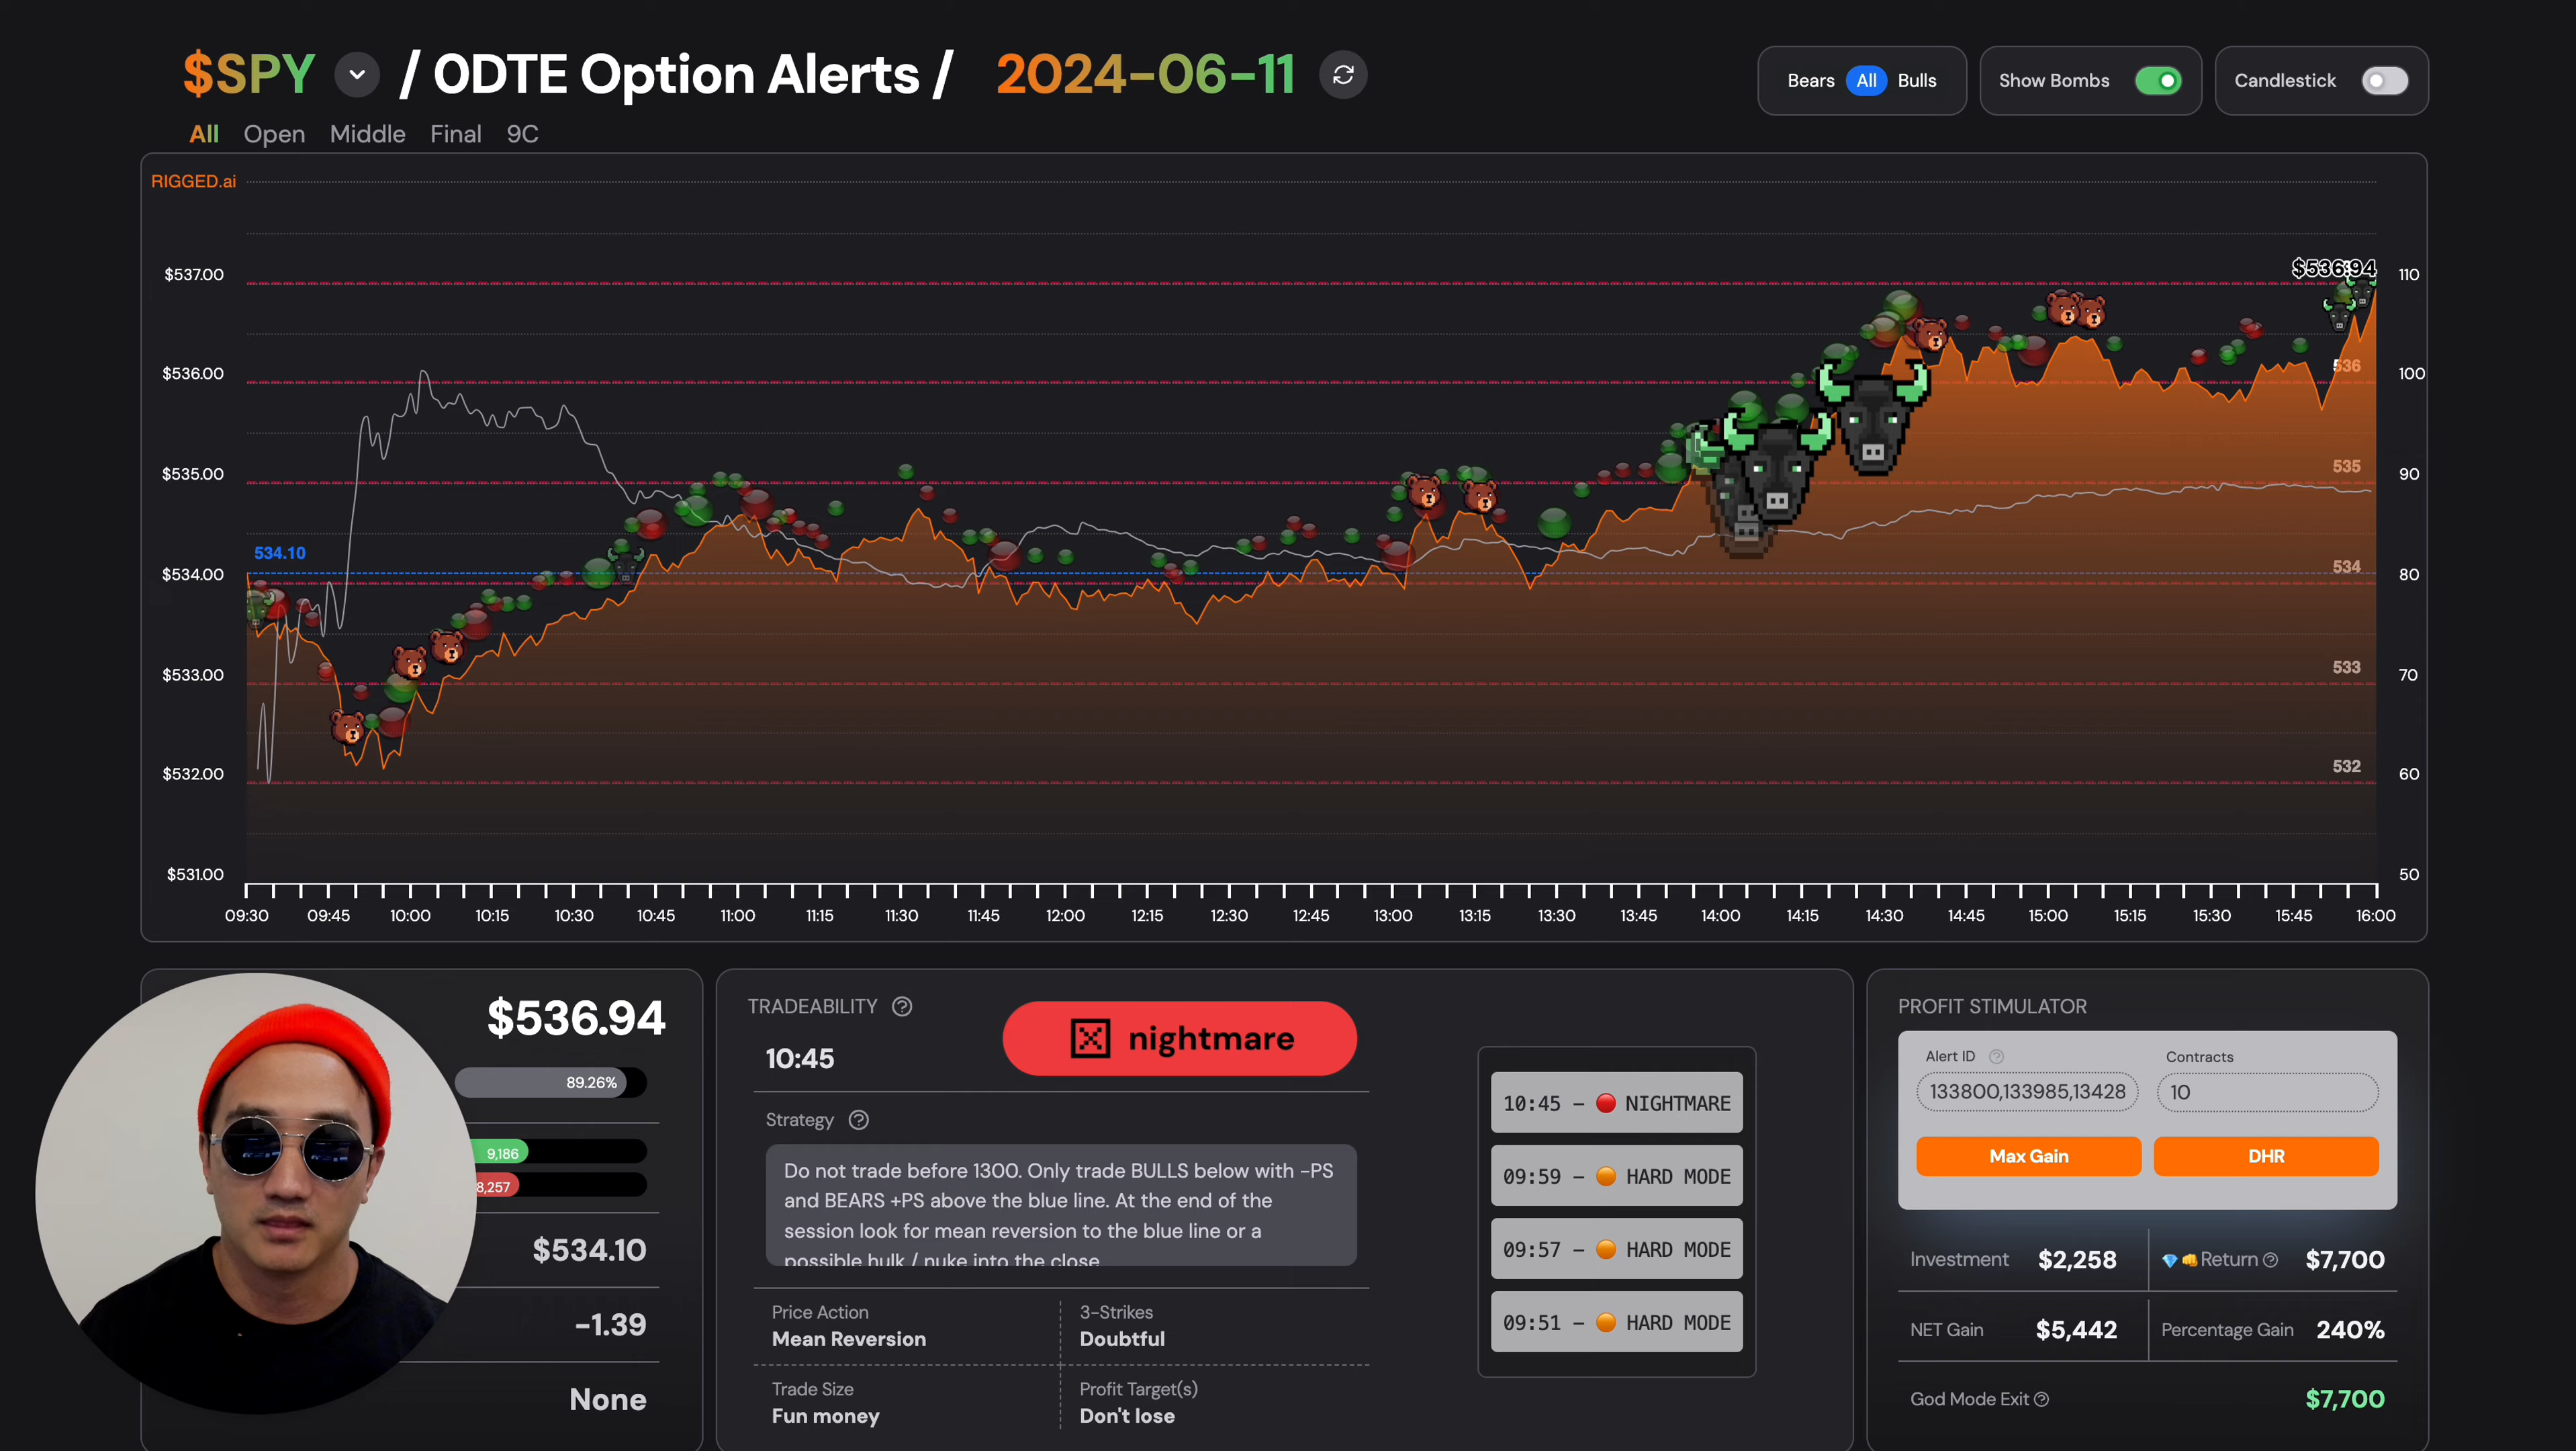 $SPY / 0DTE Option Alerts / 2024-06-11
Bears All Bulls
Show Bombs
Candlestick
All Open Middle Final 9C
RIGGED.ai
$537.00
$536.00
$535.00
$534.00
$533.00
$532.00
$531.00
534.10
$536.94
536
535
534
533
532
110
100
90
80
70
60
50
09:30 09:45 10:00 10:15 10:30 10:45 11:00 11:15 11:30 11:45 12:00 12:15 12:30 12:45 13:00 13:15 13:30 13:45 14:00 14:15 14:30 14:45 15:00 15:15 15:30 15:45 16:00
$536.94
89.26%
9,186
8,257
$534.10
-1.39
None
TRADEABILITY
nightmare
10:45
Strategy
Do not trade before 1300. Only trade BULLS below with -PS
and BEARS +PS above the blue line. At the end of the
session look for mean reversion to the blue line or a
possible hulk / nuke into the close
Price Action
Mean Reversion
3-Strikes
Doubtful
Trade Size
Fun money
Profit Target(s)
Don't lose
10:45 – 🔴 NIGHTMARE
09:59 – 🟠 HARD MODE
09:57 – 🟠 HARD MODE
09:51 – 🟠 HARD MODE
PROFIT STIMULATOR
Alert ID
Contracts
133800,133985,13428
10
Max Gain
DHR
Investment $2,258
💎👊Return $7,700
NET Gain $5,442
Percentage Gain 240%
God Mode Exit $7,700